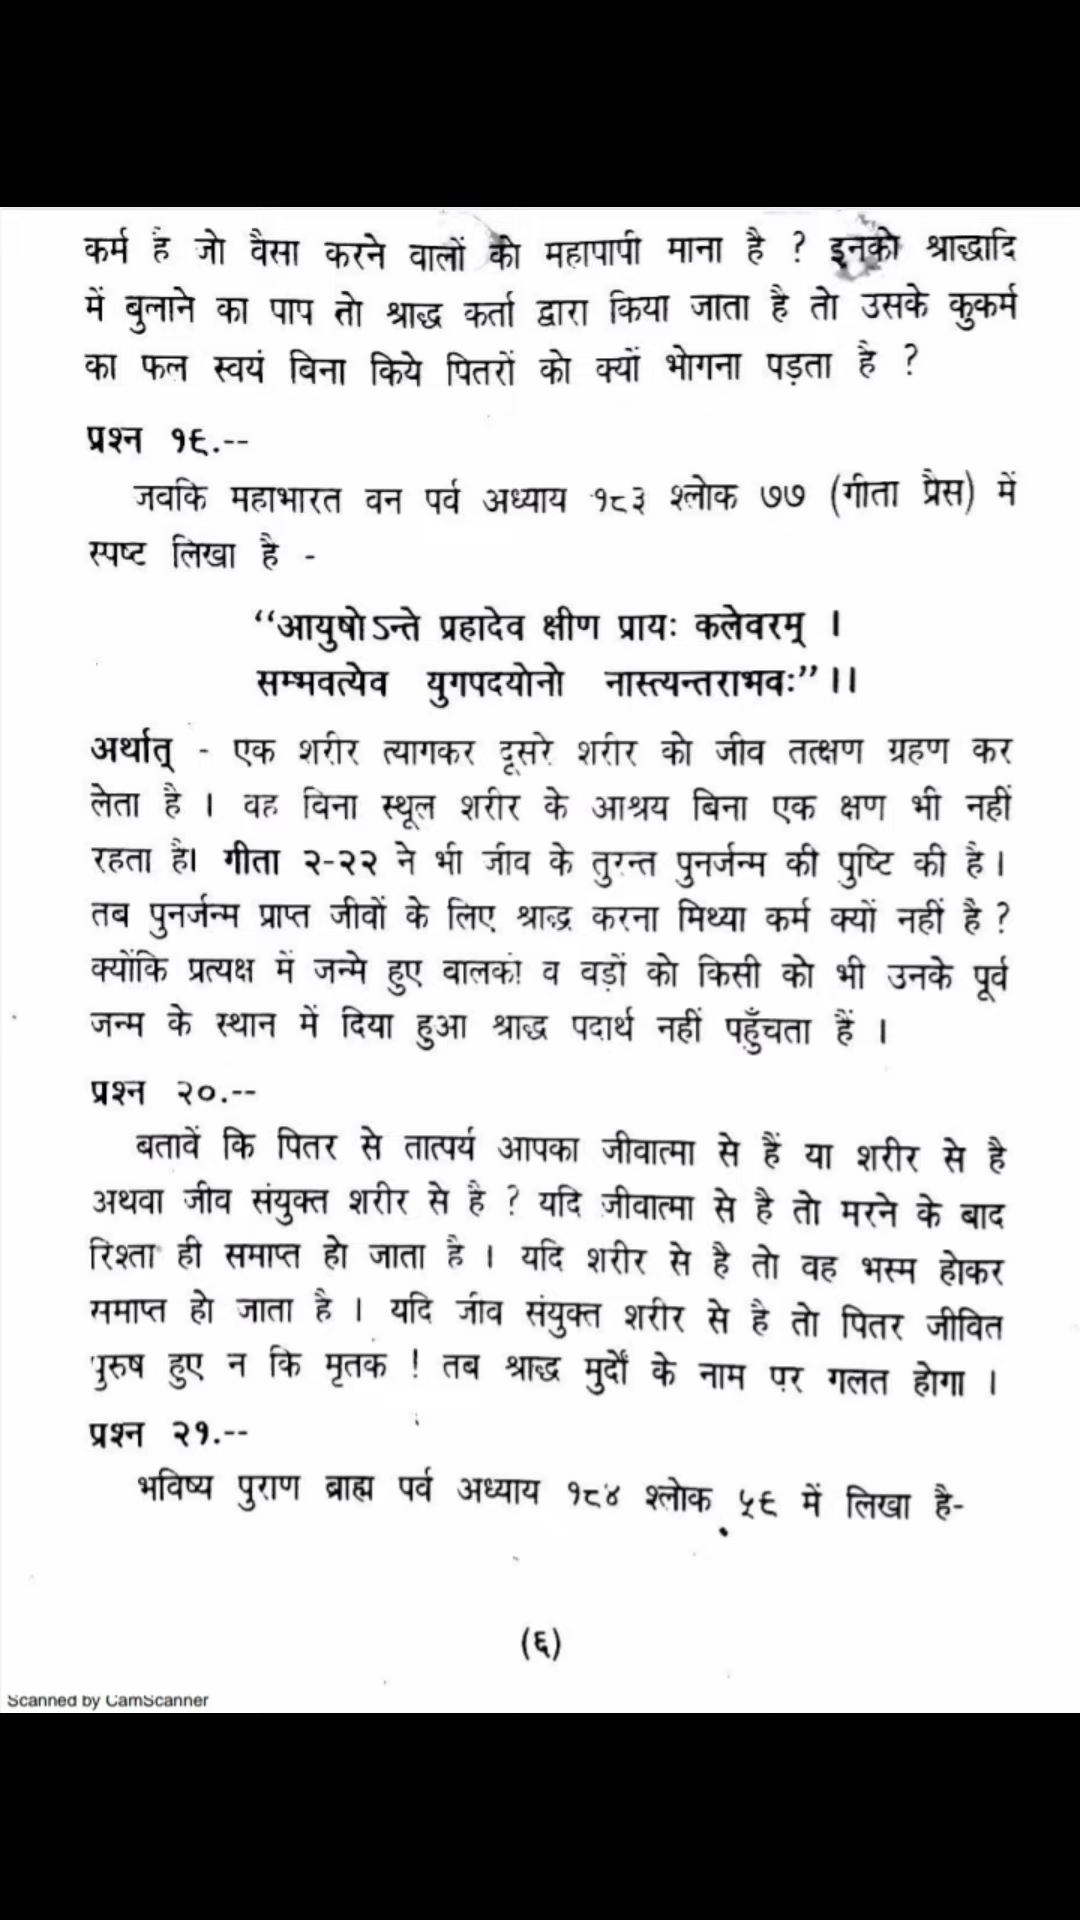 कर्म है जो वैसा करने वालों को महापापी माना है ? इनको श्राद्धादि
में बुलाने का पाप तो श्राद्ध कर्ता द्वारा किया जाता है तो उसके कुकर्म
का फल स्वयं बिना किये पितरों को क्यों भोगना पड़ता है ?
प्रश्न १९.--
जवकि महाभारत वन पर्व अध्याय १८३ श्लोक ७७ (गीता प्रैस) में
स्पष्ट लिखा है -
“आयुषोऽन्ते प्रहादेव क्षीण प्रायः कलेवरम् ।
सम्भवत्येव युगपदयोनो नास्त्यन्तराभवः” ।।
अर्थात् - एक शरीर त्यागकर दूसरे शरीर को जीव तत्क्षण ग्रहण कर
लेता है । वह विना स्थूल शरीर के आश्रय बिना एक क्षण भी नहीं
रहता है। गीता २-२२ ने भी जीव के तुरन्त पुनर्जन्म की पुष्टि की है ।
तब पुनर्जन्म प्राप्त जीवों के लिए श्राद्ध करना मिथ्या कर्म क्यों नहीं है ?
क्योंकि प्रत्यक्ष में जन्मे हुए वालको व वड़ों को किसी को भी उनके पूर्व
जन्म के स्थान में दिया हुआ श्राद्ध पदार्थ नहीं पहुँचता हैं ।
प्रश्न २०.--
बतावें कि पितर से तात्पर्य आपका जीवात्मा से हैं या शरीर से है
अथवा जीव संयुक्त शरीर से है ? यदि जीवात्मा से है तो मरने के बाद
रिश्ता ही समाप्त हो जाता है । यदि शरीर से है तो वह भस्म होकर
समाप्त हो जाता है । यदि जीव संयुक्त शरीर से है तो पितर जीवित
पुरुष हुए न कि मृतक ! तब श्राद्ध मुर्दों के नाम पर गलत होगा ।
प्रश्न २१.--
भविष्य पुराण ब्राह्म पर्व अध्याय १८४ श्लोक ५९ में लिखा है-
(६)
Scanned by CamScanner